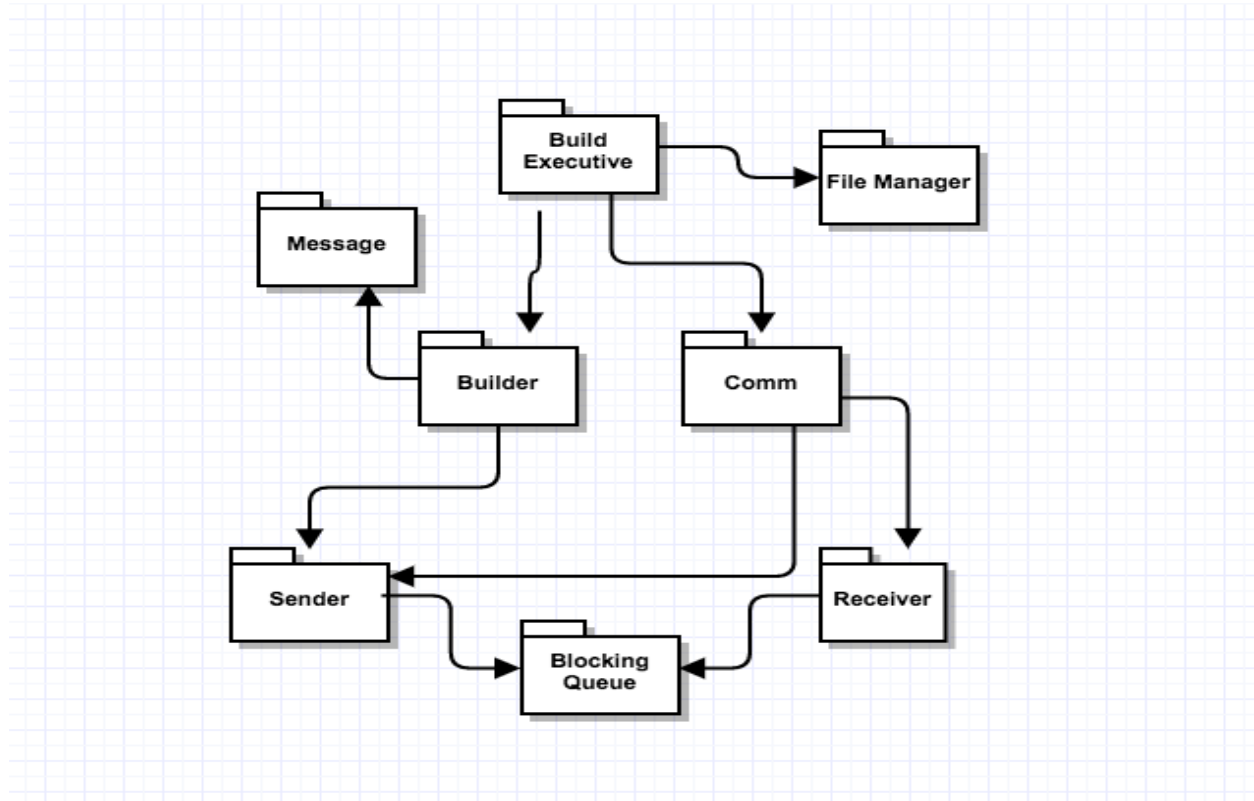 Build
Executive
File Manager
Message
Builder
Comm
Sender
Receiver
Blocking
Queue